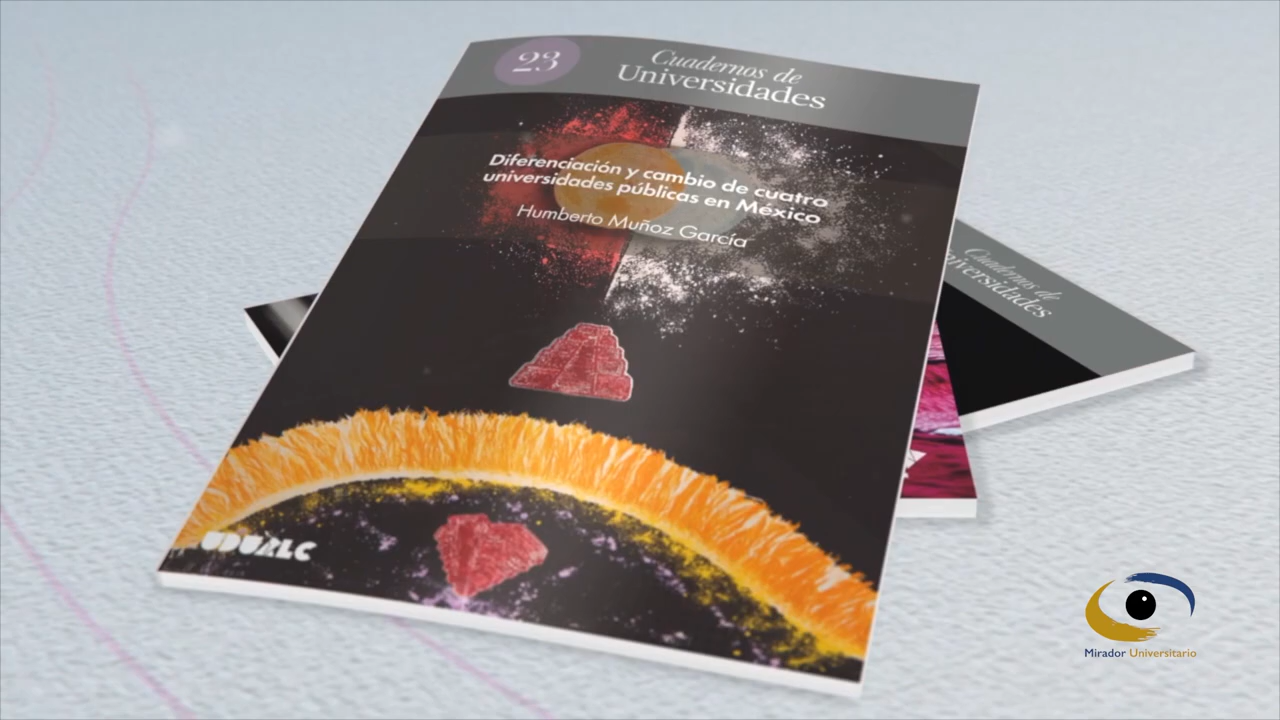 23
Cuadernos de
Universidades
Diferenciación y cambio de cuatro
universidades públicas en México
Humberto Muñoz García
UDUALC
Cuadernos de
Universidades
Mirador Universitario